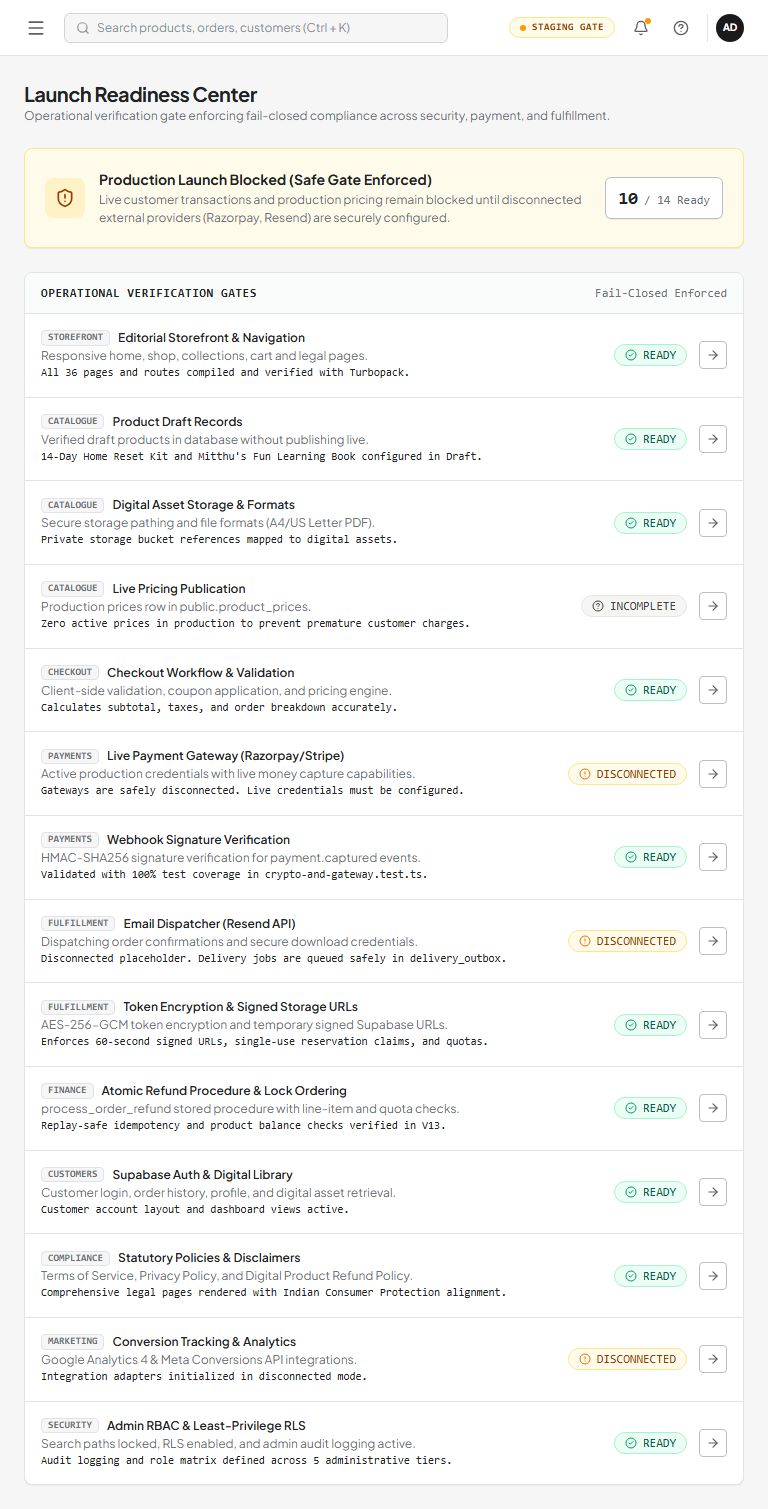 Search products, orders, customers (Ctrl + K)
STAGING GATE
AD
Launch Readiness Center
Operational verification gate enforcing fail-closed compliance across security, payment, and fulfillment.
Production Launch Blocked (Safe Gate Enforced)
Live customer transactions and production pricing remain blocked until disconnected
external providers (Razorpay, Resend) are securely configured.
10 / 14 Ready
OPERATIONAL VERIFICATION GATES
Fail-Closed Enforced
STOREFRONT Editorial Storefront & Navigation
Responsive home, shop, collections, cart and legal pages.
All 36 pages and routes compiled and verified with Turbopack.
READY
CATALOGUE Product Draft Records
Verified draft products in database without publishing live.
14-Day Home Reset Kit and Mitthu's Fun Learning Book configured in Draft.
READY
CATALOGUE Digital Asset Storage & Formats
Secure storage pathing and file formats (A4/US Letter PDF).
Private storage bucket references mapped to digital assets.
READY
CATALOGUE Live Pricing Publication
Production prices row in public.product_prices.
Zero active prices in production to prevent premature customer charges.
INCOMPLETE
CHECKOUT Checkout Workflow & Validation
Client-side validation, coupon application, and pricing engine.
Calculates subtotal, taxes, and order breakdown accurately.
READY
PAYMENTS Live Payment Gateway (Razorpay/Stripe)
Active production credentials with live money capture capabilities.
Gateways are safely disconnected. Live credentials must be configured.
DISCONNECTED
PAYMENTS Webhook Signature Verification
HMAC-SHA256 signature verification for payment.captured events.
Validated with 100% test coverage in crypto-and-gateway.test.ts.
READY
FULFILLMENT Email Dispatcher (Resend API)
Dispatching order confirmations and secure download credentials.
Disconnected placeholder. Delivery jobs are queued safely in delivery_outbox.
DISCONNECTED
FULFILLMENT Token Encryption & Signed Storage URLs
AES-256-GCM token encryption and temporary signed Supabase URLs.
Enforces 60-second signed URLs, single-use reservation claims, and quotas.
READY
FINANCE Atomic Refund Procedure & Lock Ordering
process_order_refund stored procedure with line-item and quota checks.
Replay-safe idempotency and product balance checks verified in V13.
READY
CUSTOMERS Supabase Auth & Digital Library
Customer login, order history, profile, and digital asset retrieval.
Customer account layout and dashboard views active.
READY
COMPLIANCE Statutory Policies & Disclaimers
Terms of Service, Privacy Policy, and Digital Product Refund Policy.
Comprehensive legal pages rendered with Indian Consumer Protection alignment.
READY
MARKETING Conversion Tracking & Analytics
Google Analytics 4 & Meta Conversions API integrations.
Integration adapters initialized in disconnected mode.
DISCONNECTED
SECURITY Admin RBAC & Least-Privilege RLS
Search paths locked, RLS enabled, and admin audit logging active.
Audit logging and role matrix defined across 5 administrative tiers.
READY